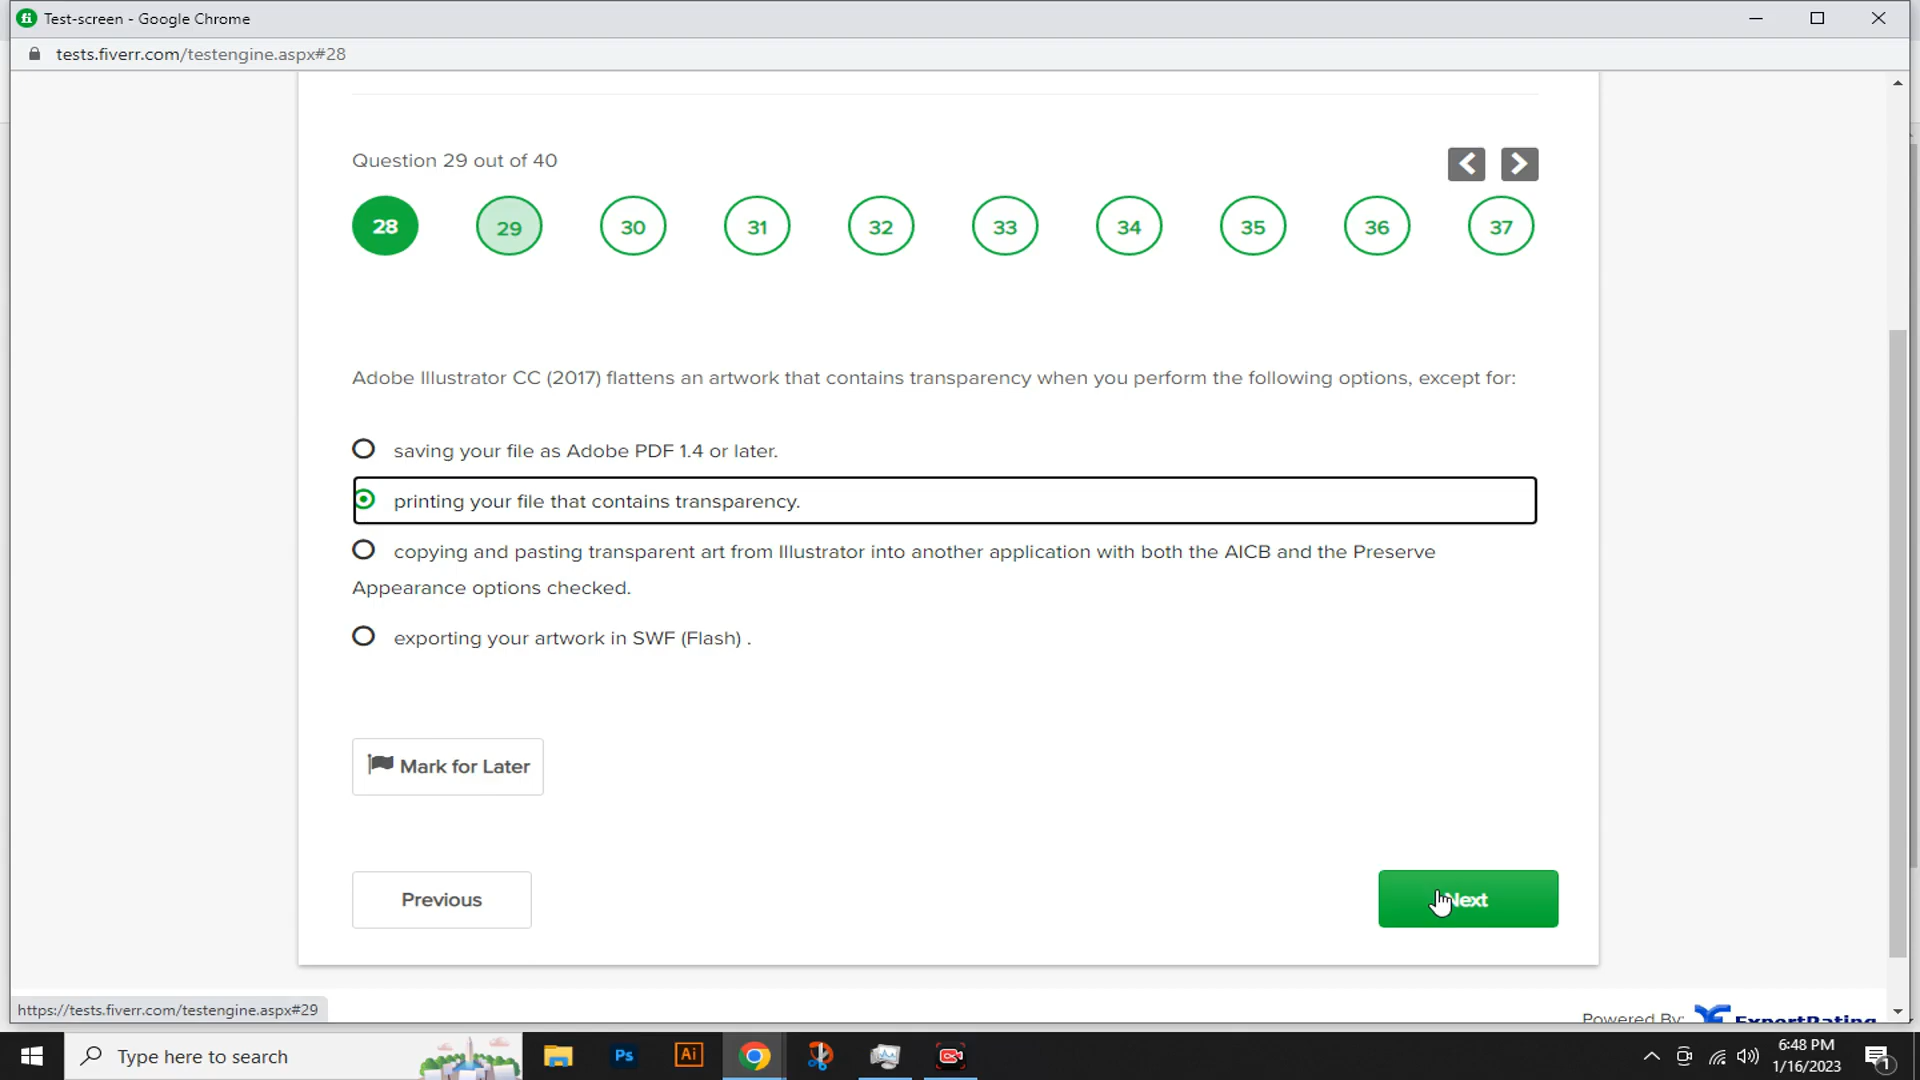 fi Test-screen - Google Chrome
tests.fiverr.com/testengine.aspx#28
Question 29 out of 40
28 29 30 31 32 33 34 35 36 37
Adobe Illustrator CC (2017) flattens an artwork that contains transparency when you perform the following options, except for:
saving your file as Adobe PDF 1.4 or later.
printing your file that contains transparency.
copying and pasting transparent art from Illustrator into another application with both the AICB and the Preserve
Appearance options checked.
exporting your artwork in SWF (Flash) .
Mark for Later
Previous
Next
https://tests.fiverr.com/testengine.aspx#29
Powered By: ExpertRating
Type here to search
Ps
Ai
6:48 PM
1/16/2023
1